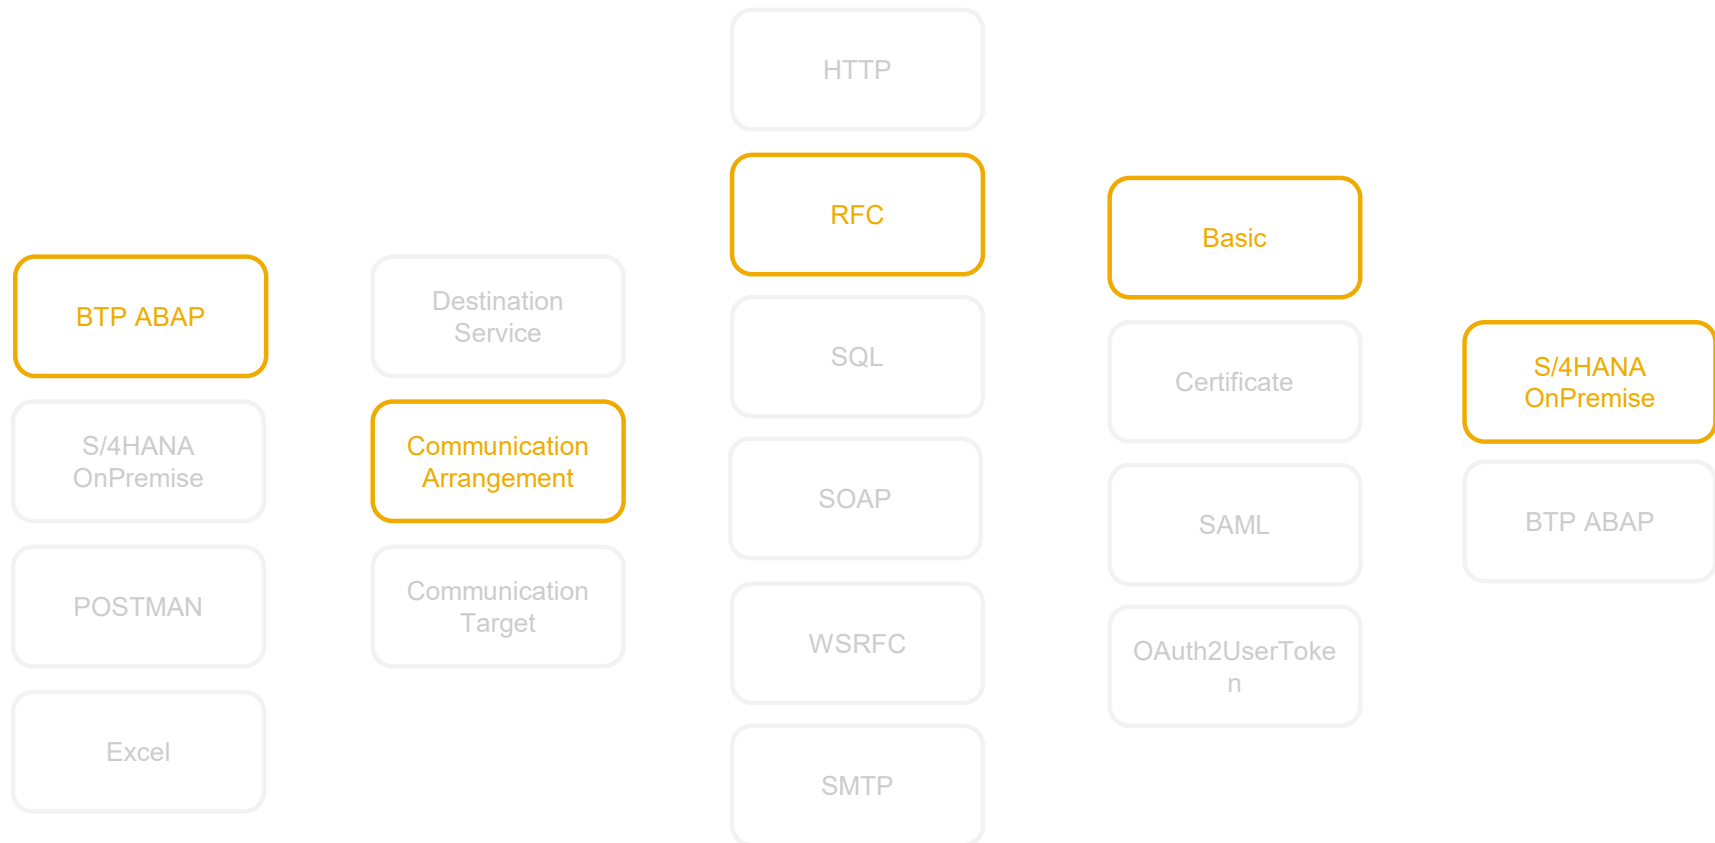 BTP ABAP
S/4HANA
OnPremise
POSTMAN
Excel
Destination
Service
Communication
Arrangement
Communication
Target
HTTP
RFC
SQL
SOAP
WSRFC
SMTP
Basic
Certificate
SAML
OAuth2UserToke
n
S/4HANA
OnPremise
BTP ABAP